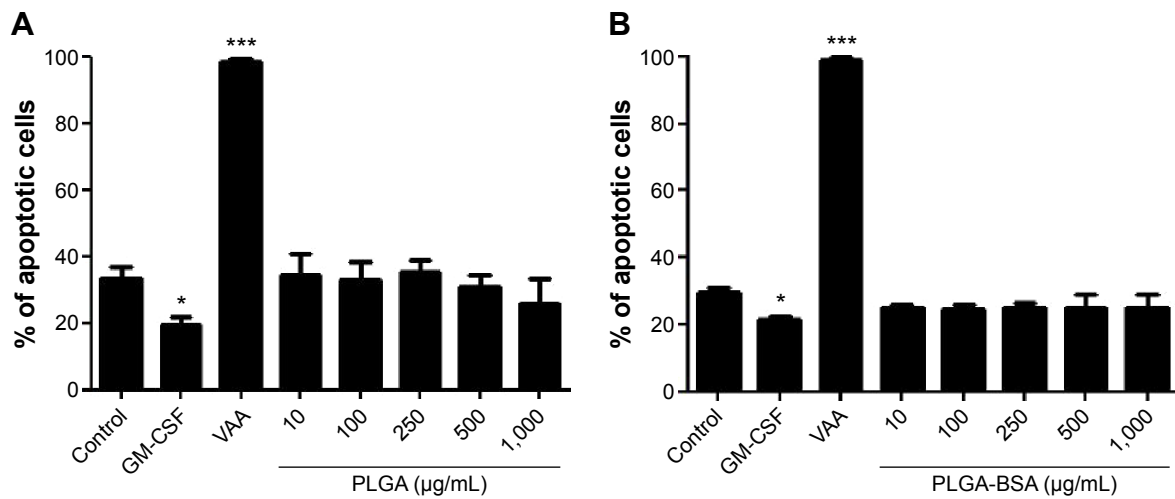 A
% of apoptotic cells
100
80
60
40
20
0
***
*
Control
GM-CSF
VAA
10
100
250
500
1,000
PLGA (µg/mL)
B
% of apoptotic cells
100
80
60
40
20
0
***
*
Control
GM-CSF
VAA
10
100
250
500
1,000
PLGA-BSA (µg/mL)